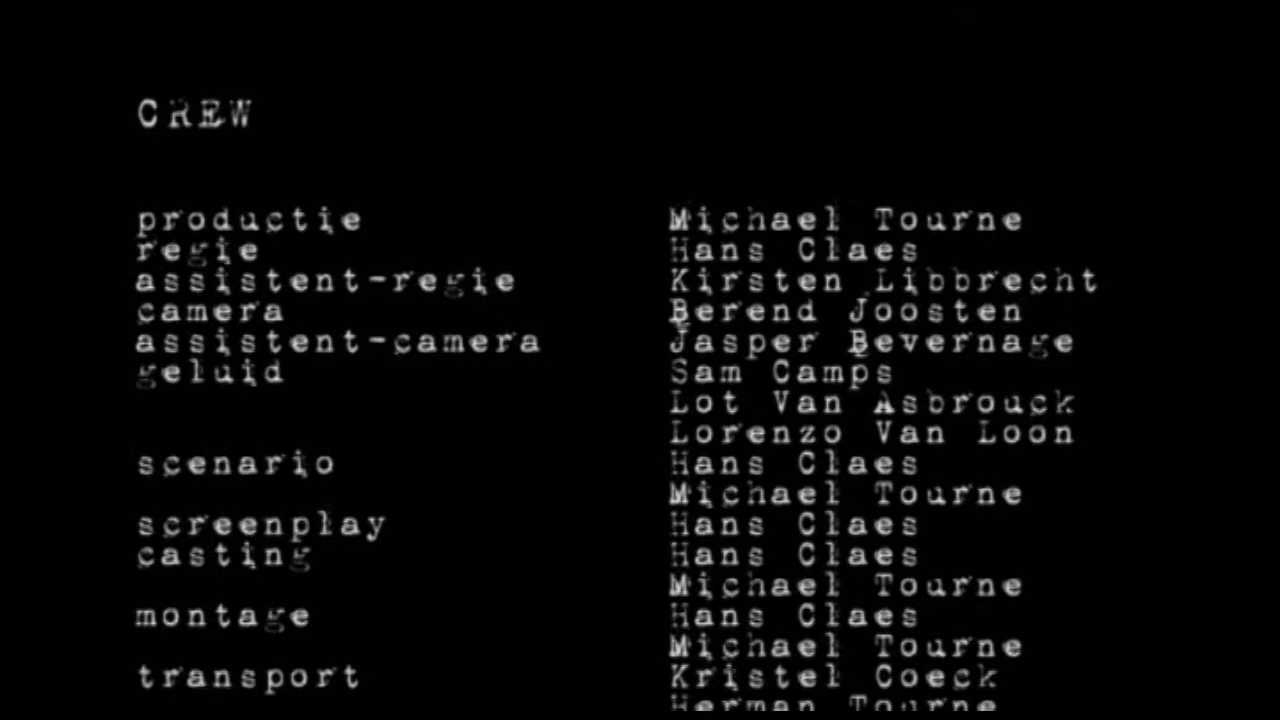 CREW
productie Michael Tourne
regie Hans Claes
assistent-regie Kirsten Libbrecht
camera Berend Joosten
assistent-camera Jasper Bevernage
geluid Sam Camps
Lot Van Asbrouck
Lorenzo Van Loon
scenario Hans Claes
Michael Tourne
screenplay Hans Claes
casting Hans Claes
Michael Tourne
montage Hans Claes
Michael Tourne
transport Kristel Coeck
Herman Tourne